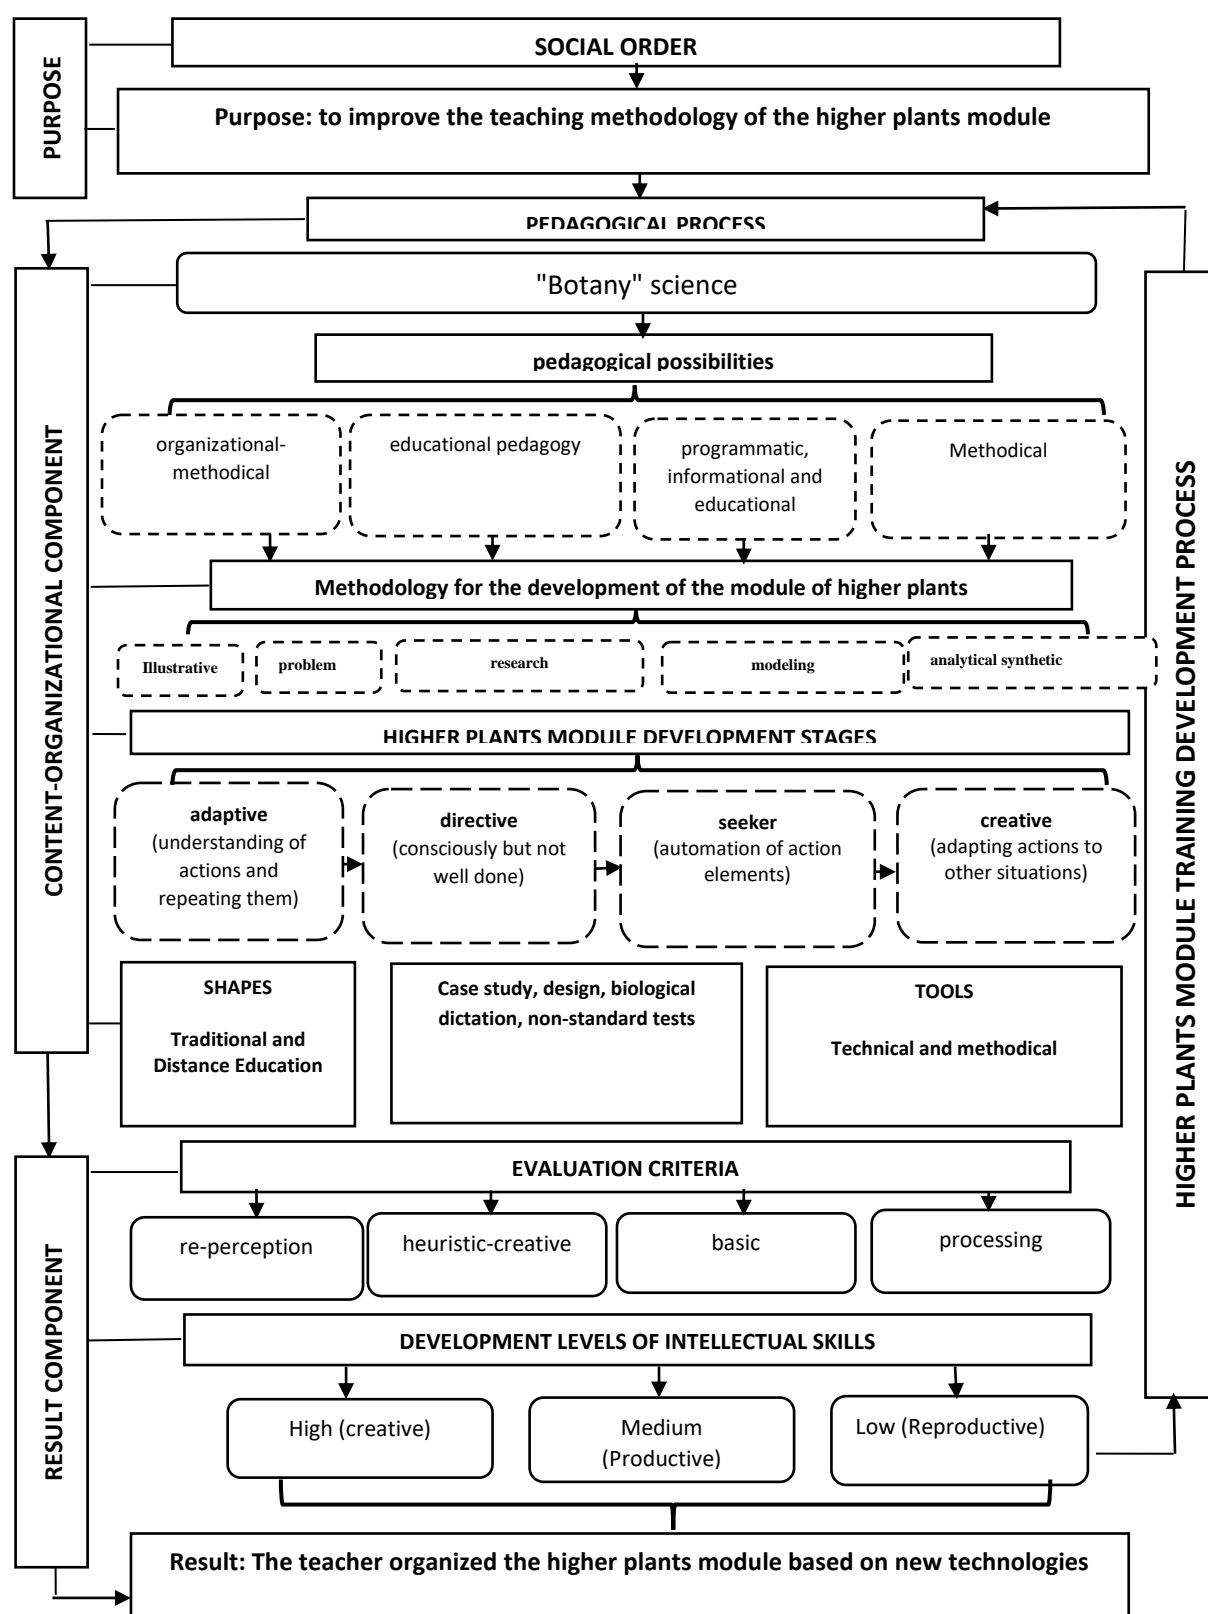 PURPOSE
SOCIAL ORDER
Purpose: to improve the teaching methodology of the higher plants module
PEDAGOGICAL PROCESS
CONTENT-ORGANIZATIONAL COMPONENT
"Botany" science
pedagogical possibilities
organizational-
methodical
educational pedagogy
programmatic,
informational and
educational
Methodical
Methodology for the development of the module of higher plants
Illustrative
problem
research
modeling
analytical synthetic
HIGHER PLANTS MODULE DEVELOPMENT STAGES
adaptive
(understanding of
actions and
repeating them)
directive
(consciously but not
well done)
seeker
(automation of action
elements)
creative
(adapting actions to
other situations)
SHAPES
Traditional and
Distance Education
Case study, design, biological
dictation, non-standard tests
TOOLS
Technical and methodical
HIGHER PLANTS MODULE TRAINING DEVELOPMENT PROCESS
RESULT COMPONENT
EVALUATION CRITERIA
re-perception
heuristic-creative
basic
processing
DEVELOPMENT LEVELS OF INTELLECTUAL SKILLS
High (creative)
Medium
(Productive)
Low (Reproductive)
Result: The teacher organized the higher plants module based on new technologies